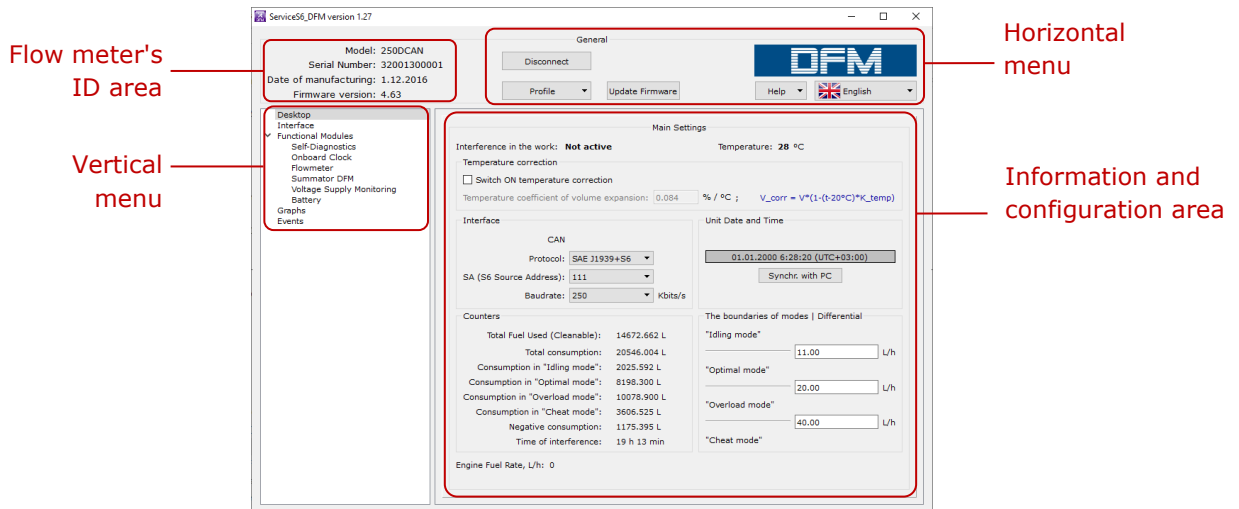 ServiceS6_DFM version 1.27
Flow meter's
ID area
Model: 250DCAN
Serial Number: 32001300001
Date of manufacturing: 1.12.2016
Firmware version: 4.63
General
Disconnect
Profile
Update Firmware
DFM
Help
English
Horizontal
menu
Vertical
menu
Desktop
Interface
Functional Modules
Self-Diagnostics
Onboard Clock
Flowmeter
Summator DFM
Voltage Supply Monitoring
Battery
Graphs
Events
Information and
configuration area
Main Settings
Interference in the work: Not active
Temperature: 28 ºC
Temperature correction
Switch ON temperature correction
Temperature coefficient of volume expansion: 0.084 % / ºC ; V_corr = V*(1-(t-20ºC)*K_temp)
Interface
CAN
Protocol: SAE J1939+S6
SA (S6 Source Address): 111
Baudrate: 250 Kbits/s
Unit Date and Time
01.01.2000 6:28:20 (UTC+03:00)
Synchr. with PC
Counters
Total Fuel Used (Cleanable): 14672.662 L
Total consumption: 20546.004 L
Consumption in "Idling mode": 2025.592 L
Consumption in "Optimal mode": 8198.300 L
Consumption in "Overload mode": 10078.900 L
Consumption in "Cheat mode": 3606.525 L
Negative consumption: 1175.395 L
Time of interference: 19 h 13 min
The boundaries of modes | Differential
"Idling mode"
11.00 L/h
"Optimal mode"
20.00 L/h
"Overload mode"
40.00 L/h
"Cheat mode"
Engine Fuel Rate, L/h: 0